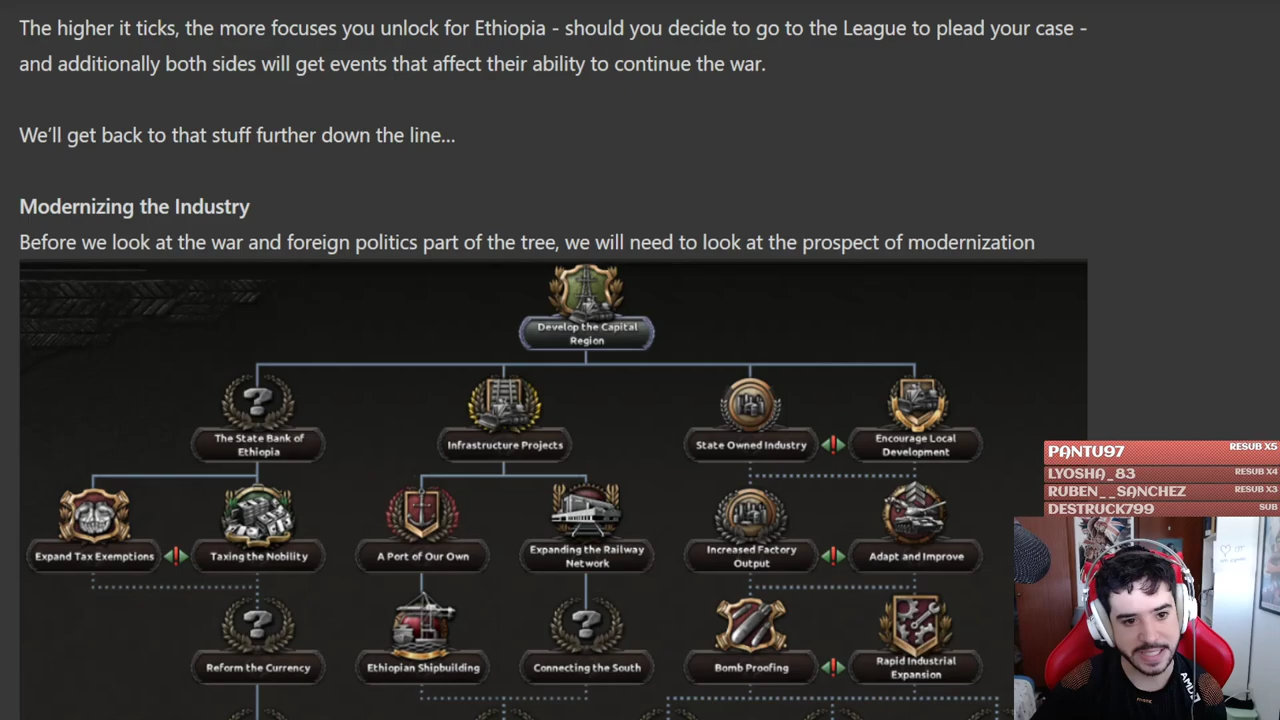 The higher it ticks, the more focuses you unlock for Ethiopia - should you decide to go to the League to plead your case -
and additionally both sides will get events that affect their ability to continue the war.
We'll get back to that stuff further down the line...
Modernizing the Industry
Before we look at the war and foreign politics part of the tree, we will need to look at the prospect of modernization
Develop the Capital
Region
The State Bank of
Ethiopia
Infrastructure Projects
State Owned Industry
Encourage Local
Development
Expand Tax Exemptions
Taxing the Nobility
A Port of Our Own
Expanding the Railway
Network
Increased Factory
Output
Adapt and Improve
Reform the Currency
Ethiopian Shipbuilding
Connecting the South
Bomb Proofing
Rapid Industrial
Expansion
PANTU97 RESUB X5
LYOSHA_83 RESUB X4
RUBEN__SANCHEZ RESUB X3
DESTRUCK799 SUB
AMD